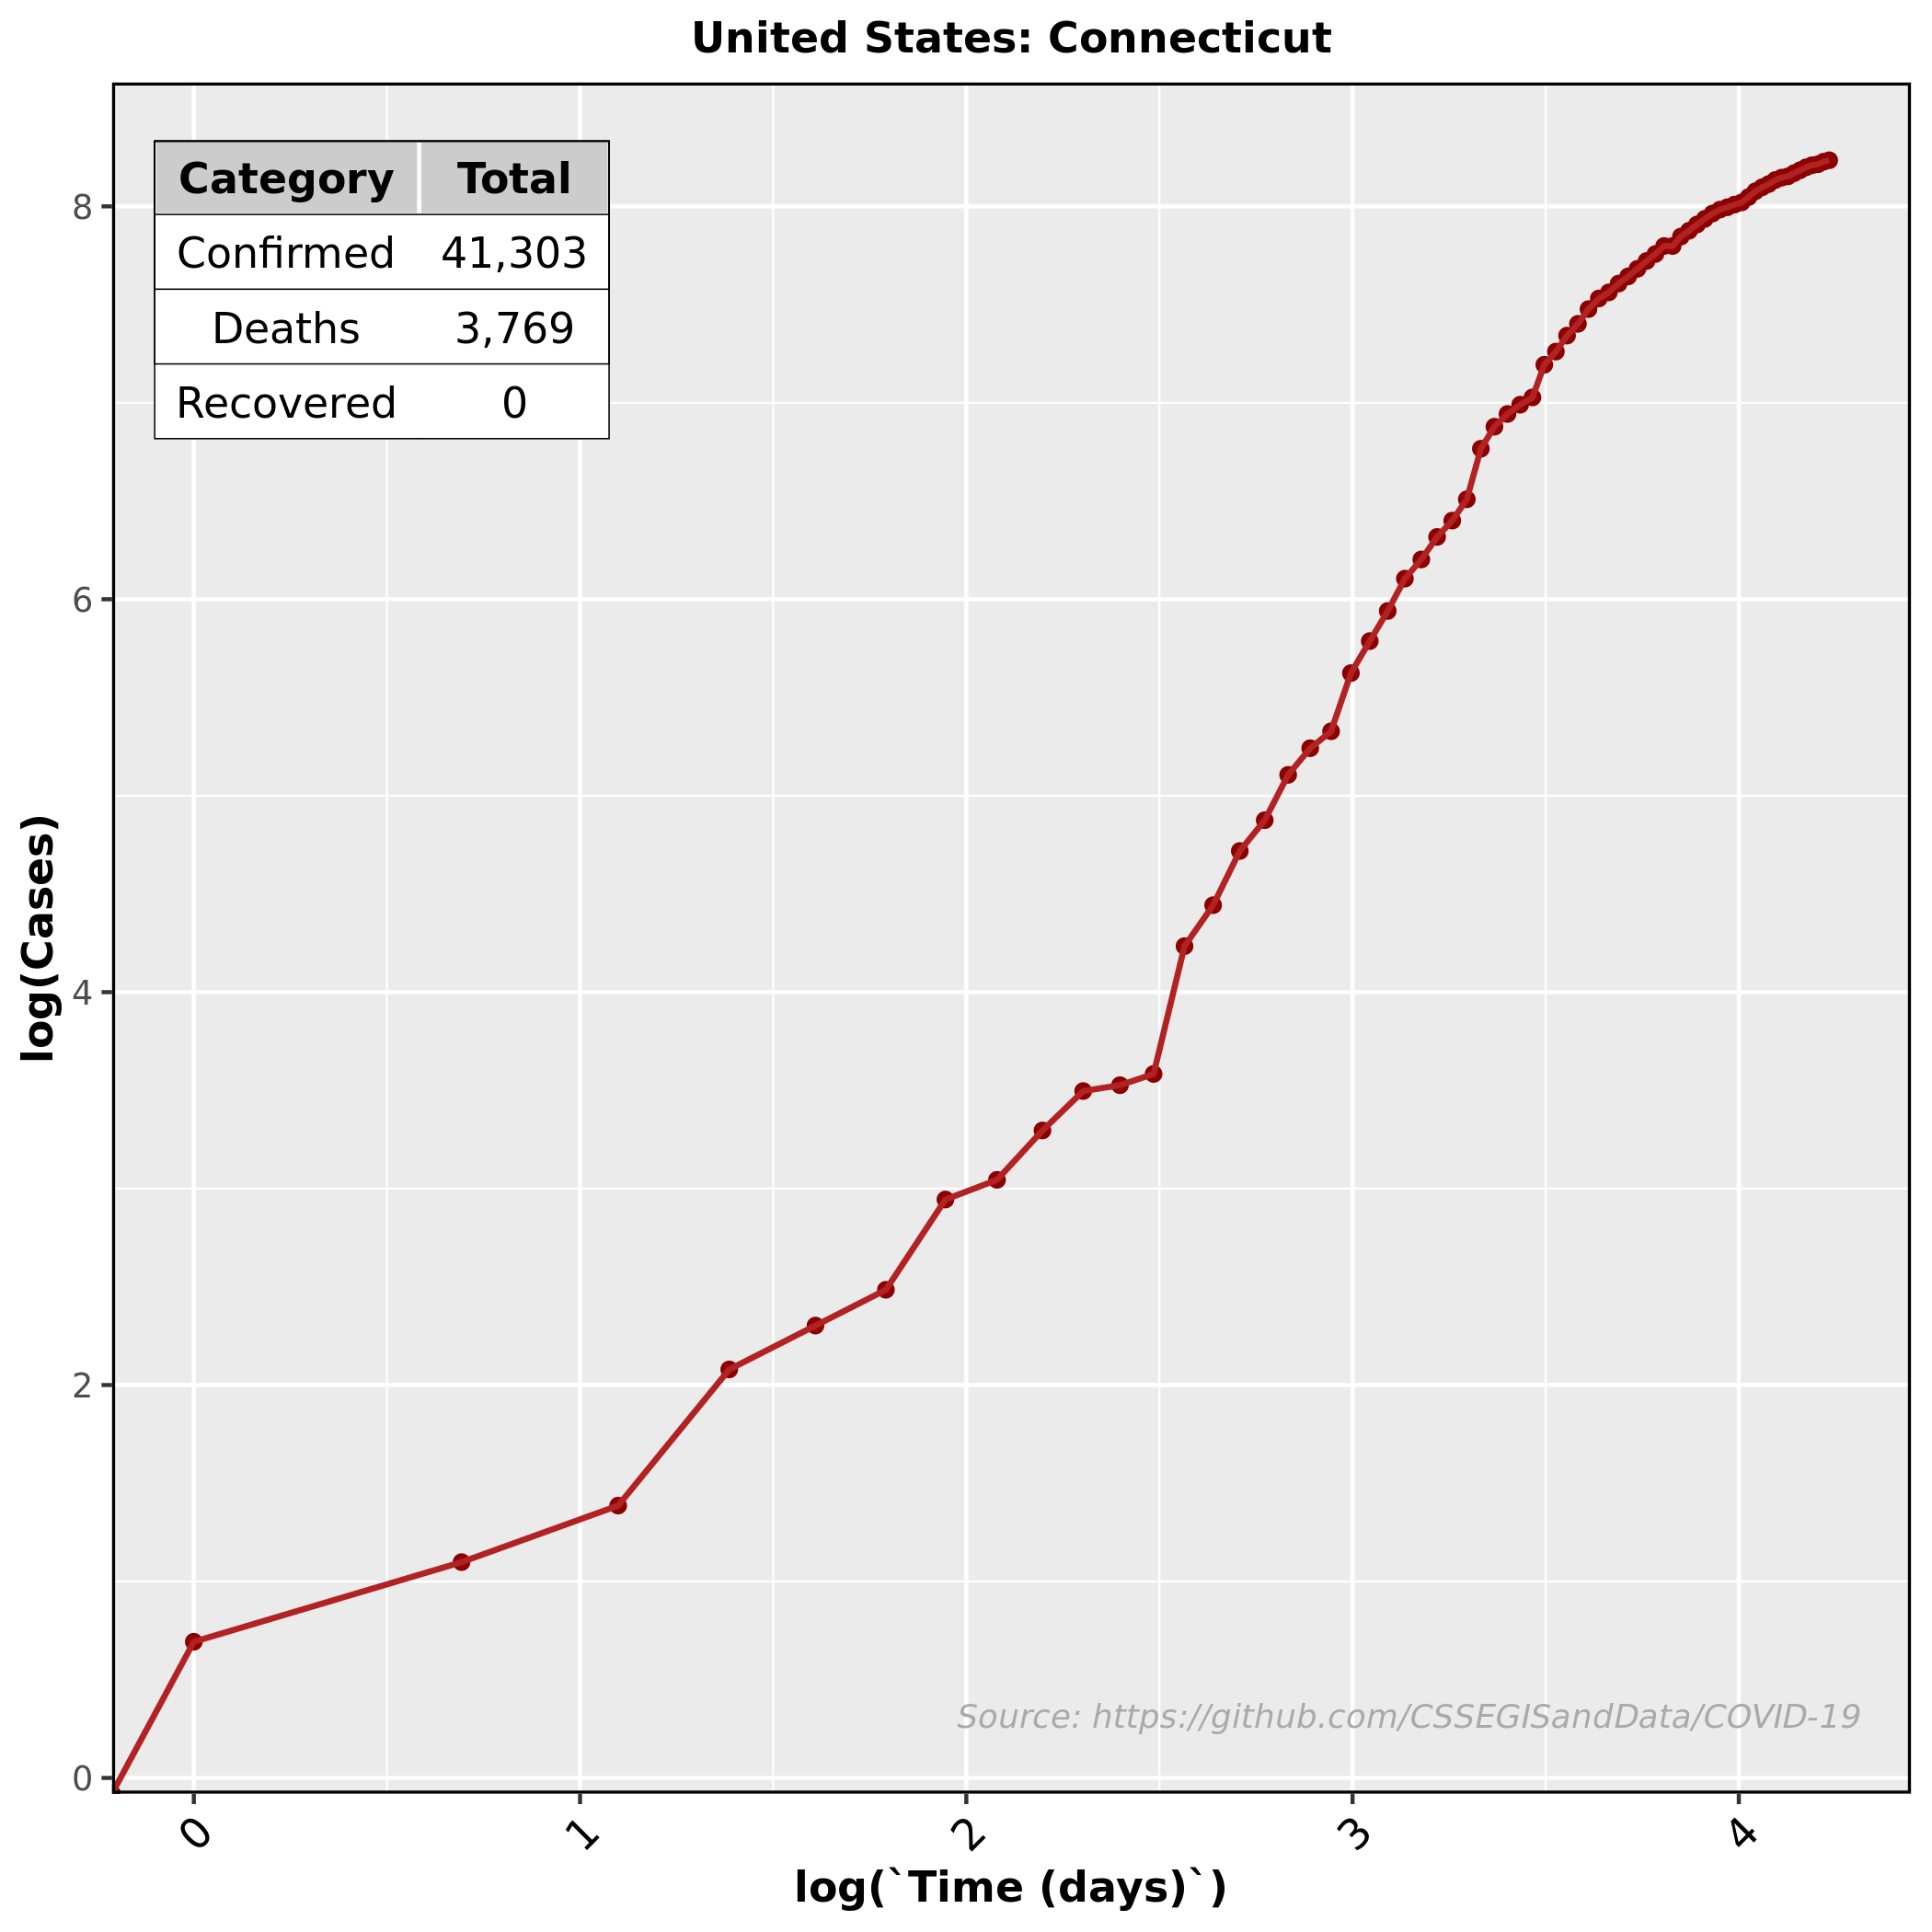 United States: Connecticut
Category Total
Confirmed 41,303
Deaths 3,769
Recovered 0
8
6
4
2
0
log(Cases)
Source: https://github.com/CSSEGISandData/COVID-19
0 1 2 3 4
log(`Time (days)`)